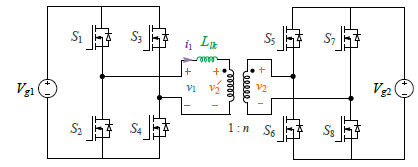 S1 S3 i1 Llk S5 S7
Vg1 + v1 + v2' + v2 Vg2
S2 S4 1 : n S6 S8